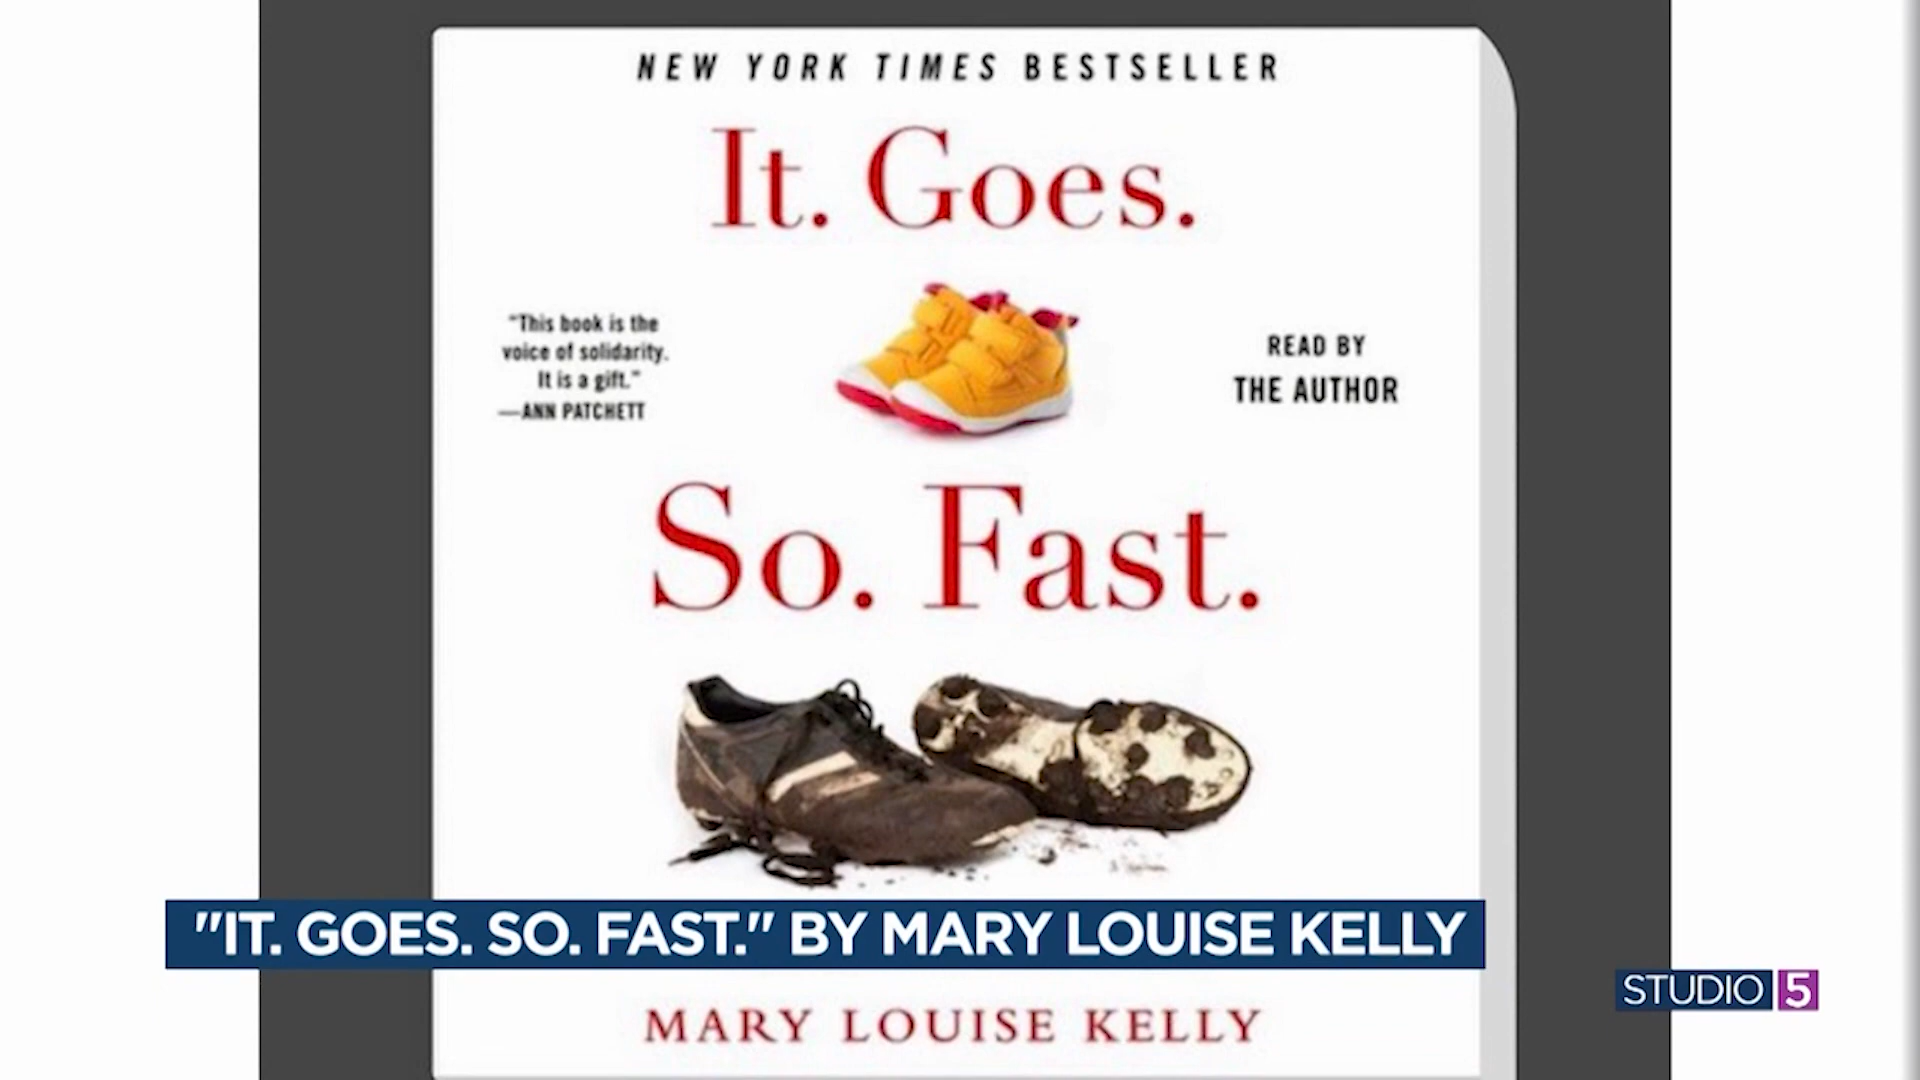 NEW YORK TIMES BESTSELLER
It. Goes.
"This book is the
voice of solidarity.
It is a gift."
—ANN PATCHETT
READ BY
THE AUTHOR
So. Fast.
"IT. GOES. SO. FAST." BY MARY LOUISE KELLY
STUDIO 5
MARY LOUISE KELLY